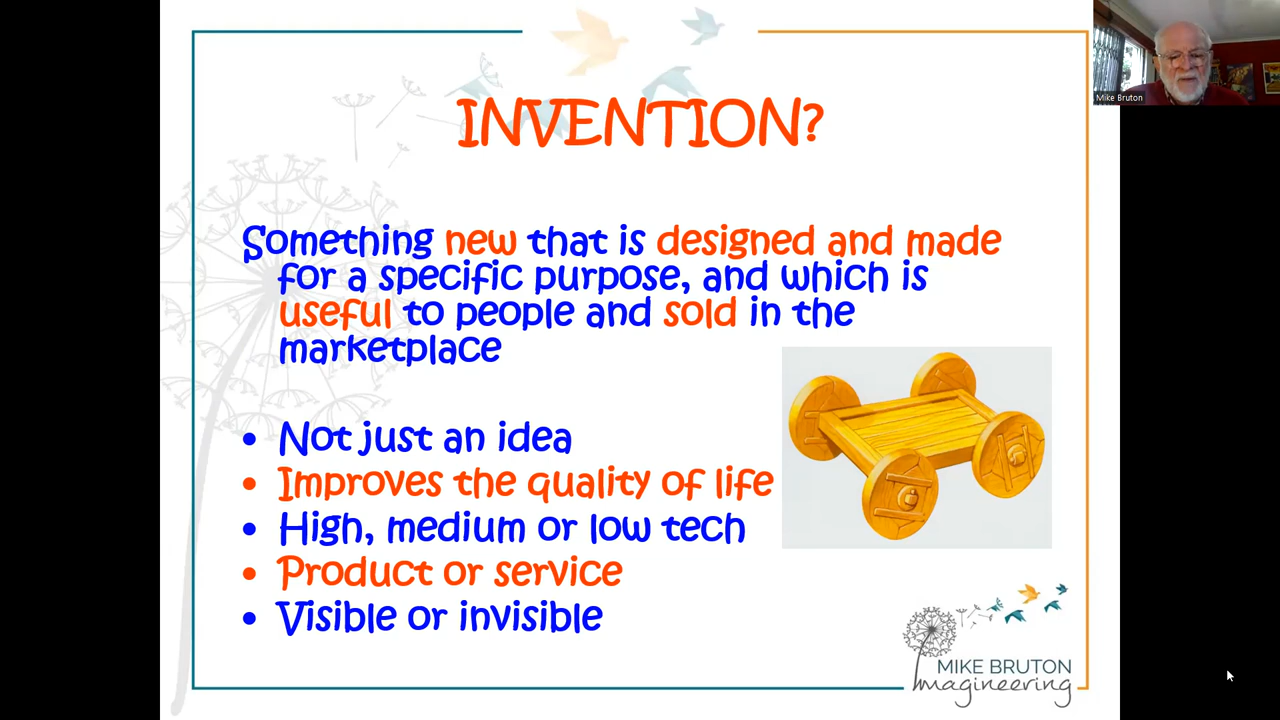 Mike Bruton
INVENTION?
Something new that is designed and made
for a specific purpose, and which is
useful to people and sold in the
marketplace
• Not just an idea
• Improves the quality of life
• High, medium or low tech
• Product or service
• Visible or invisible
MIKE BRUTON
Imagineering